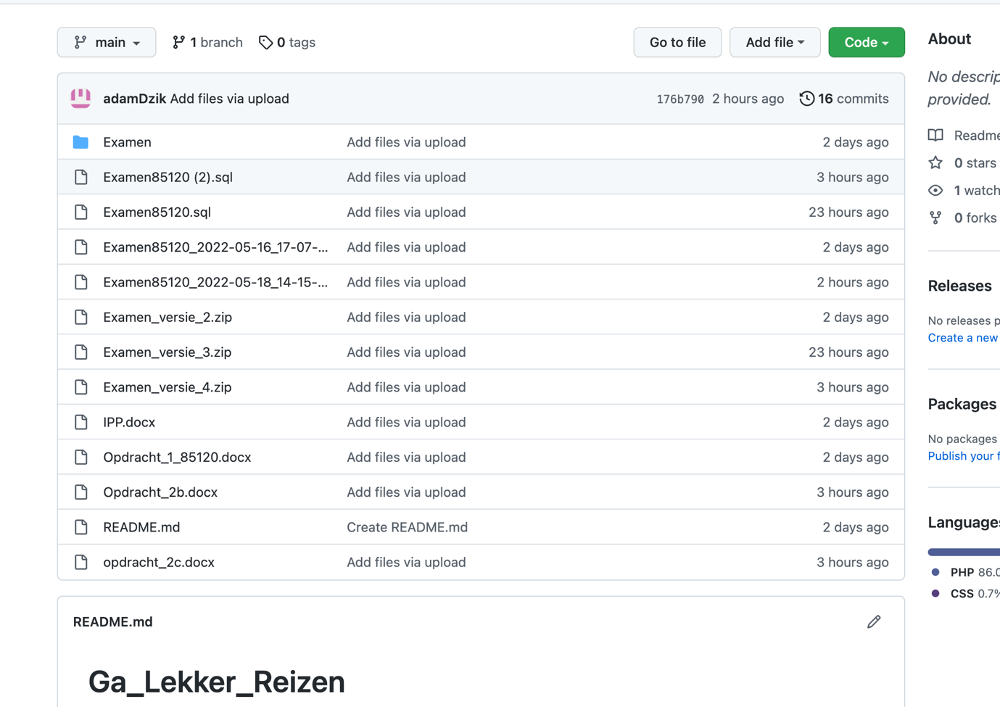 main
1 branch
0 tags
Go to file
Add file
Code
adamDzik Add files via upload
176b790 2 hours ago
16 commits
Examen Add files via upload 2 days ago
Examen85120 (2).sql Add files via upload 3 hours ago
Examen85120.sql Add files via upload 23 hours ago
Examen85120_2022-05-16_17-07-... Add files via upload 2 days ago
Examen85120_2022-05-18_14-15-... Add files via upload 2 hours ago
Examen_versie_2.zip Add files via upload 2 days ago
Examen_versie_3.zip Add files via upload 23 hours ago
Examen_versie_4.zip Add files via upload 3 hours ago
IPP.docx Add files via upload 2 days ago
Opdracht_1_85120.docx Add files via upload 2 days ago
Opdracht_2b.docx Add files via upload 3 hours ago
README.md Create README.md 2 days ago
opdracht_2c.docx Add files via upload 3 hours ago
README.md
Ga_Lekker_Reizen
About
No descrip
provided.
Readme
0 stars
1 watch
0 forks
Releases
No releases p
Create a new
Packages
No packages
Publish your f
Languages
PHP 86.0
CSS 0.7%